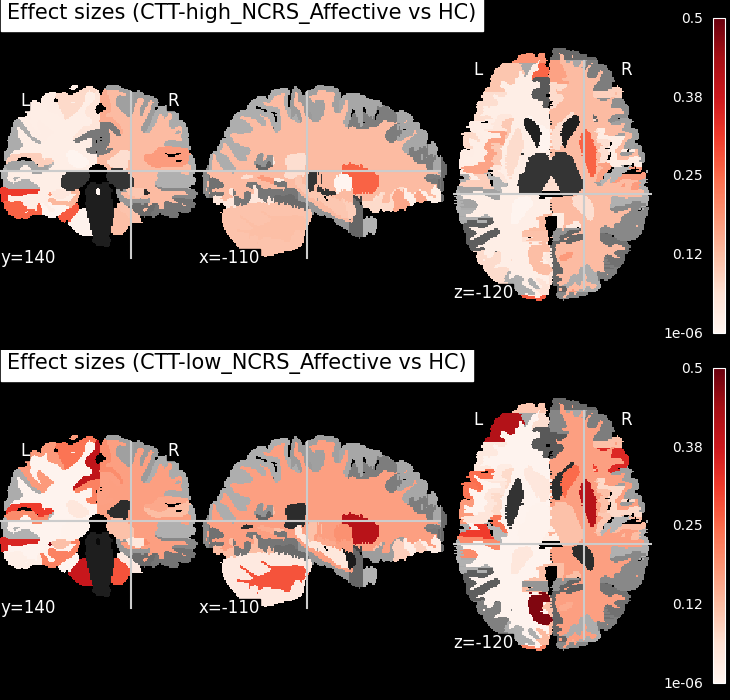 Effect sizes (CTT-high_NCRS_Affective vs HC)
0.5
L R L R
0.38
0.25
0.12
y=140 x=-110
z=-120
1e-06
Effect sizes (CTT-low_NCRS_Affective vs HC)
0.5
L R L R
0.38
0.25
0.12
y=140 x=-110
z=-120
1e-06